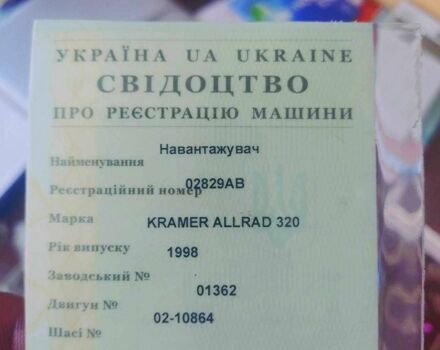 УКРАЇНА UA UKRAINE
СВІДОЦТВО
ПРО РЕЄСТРАЦІЮ МАШИНИ
Найменування Навантажувач
Реєстраційний номер 02829АВ
Марка KRAMER ALLRAD 320
Рік випуску 1998
Заводський № 01362
Двигун № 02-10864
Шасі №